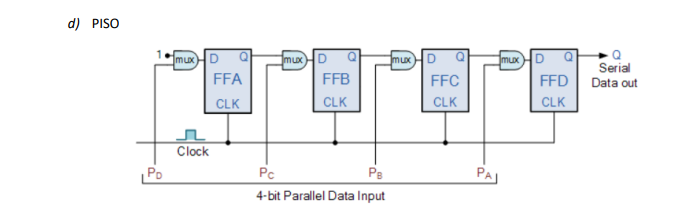 d) PISO
1 mux D Q mux D Q mux D Q mux D Q Q
FFA FFB FFC FFD Serial
CLK CLK CLK CLK Data out
Clock
PD PC PB PA
4-bit Parallel Data Input